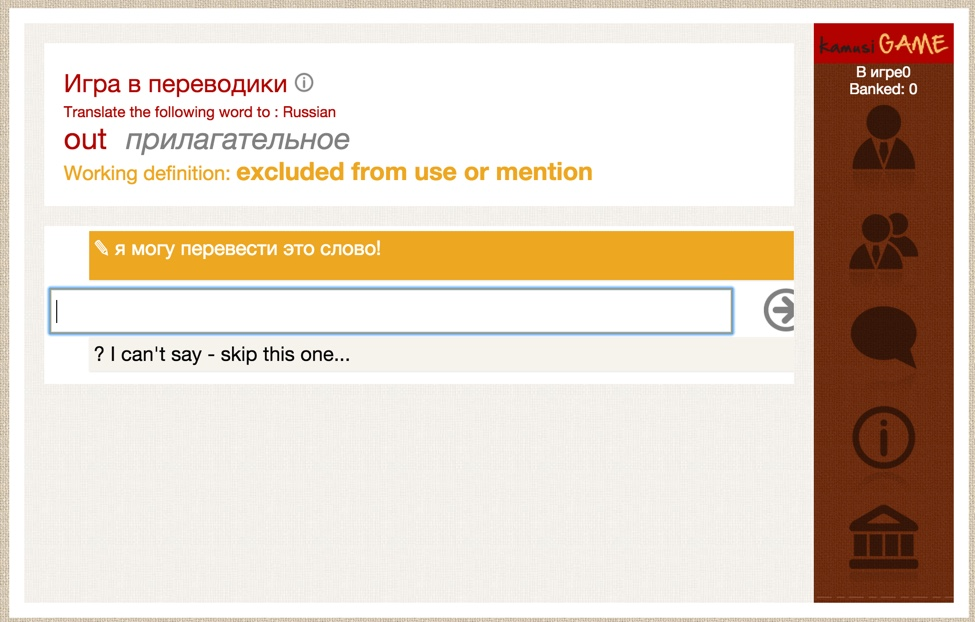 kamusi GAME
В игре0
Banked: 0
Игра в переводики
Translate the following word to : Russian
out прилагательное
Working definition: excluded from use or mention
я могу перевести это слово!
? I can't say - skip this one...